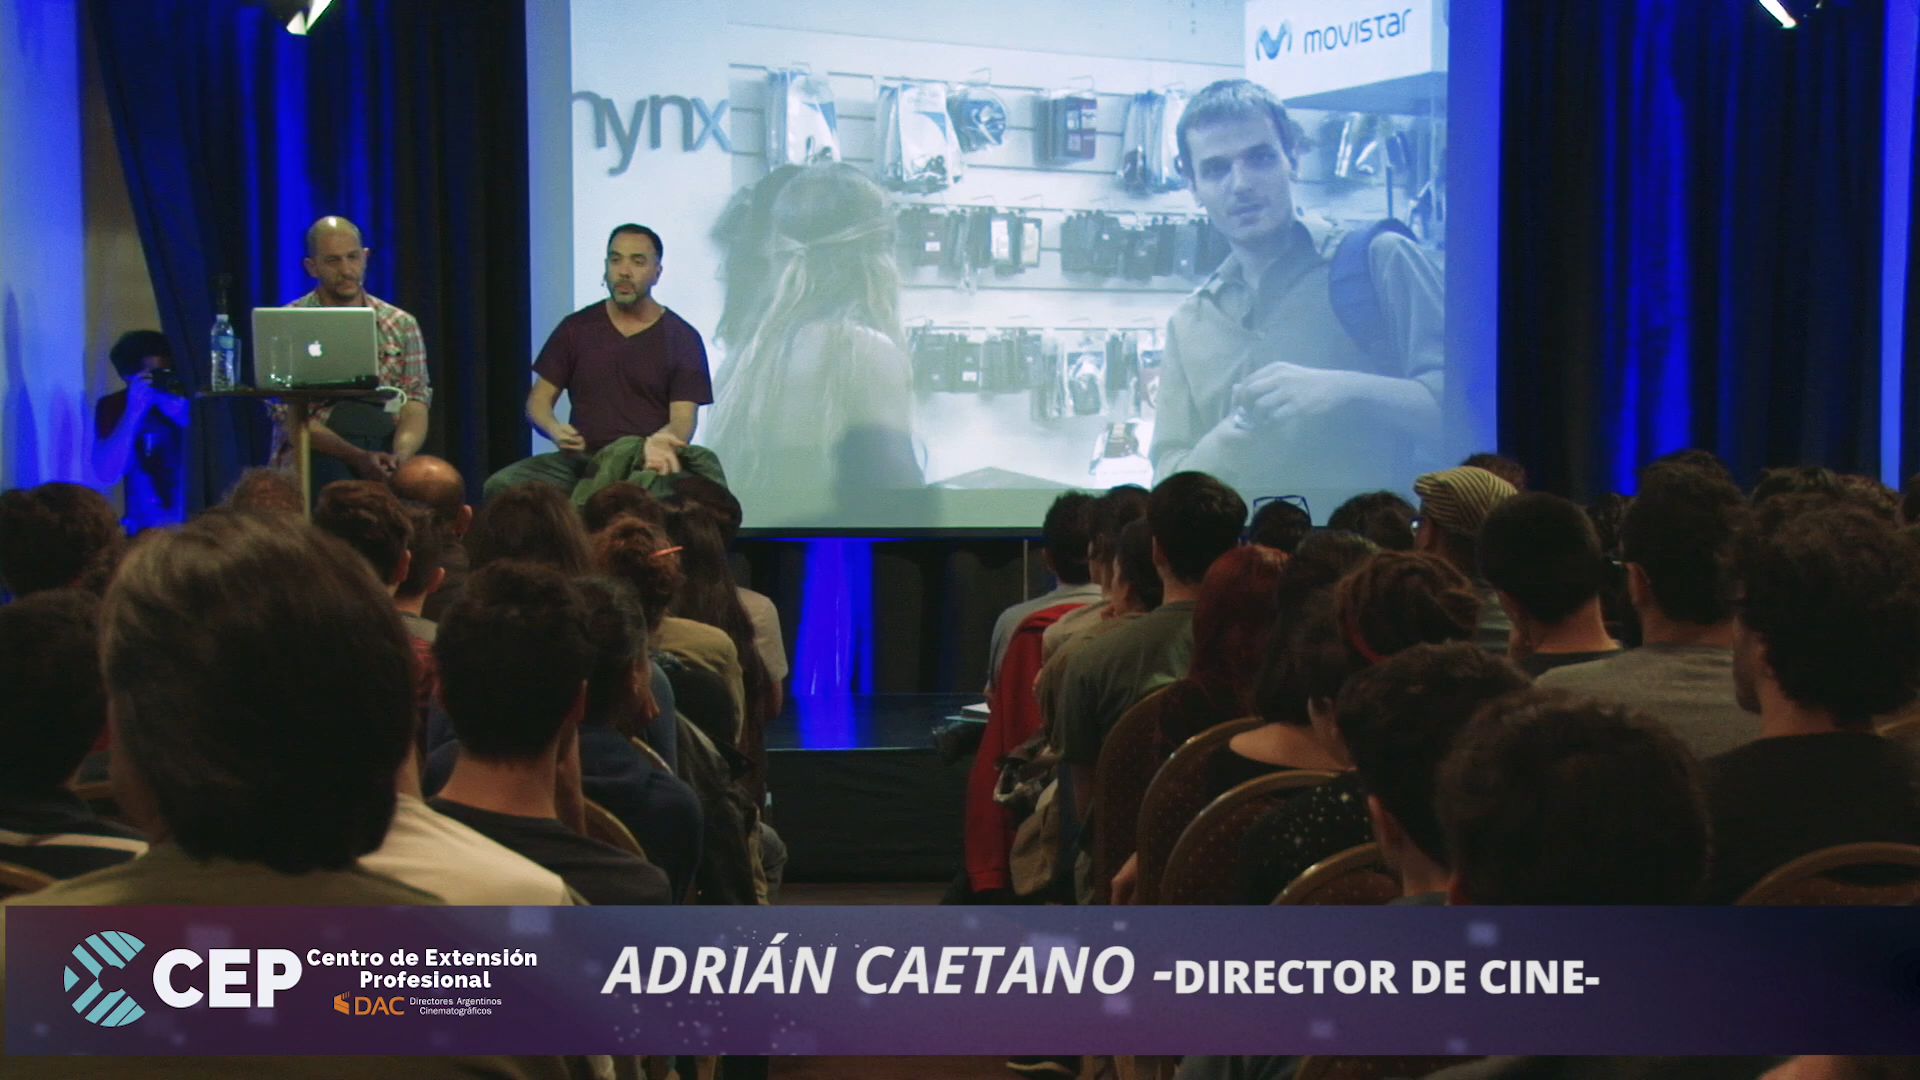 movistar
nynx
CEP
Centro de Extensión
Profesional
DAC
Directores Argentinos
Cinematográficos
ADRIÁN CAETANO -DIRECTOR DE CINE-